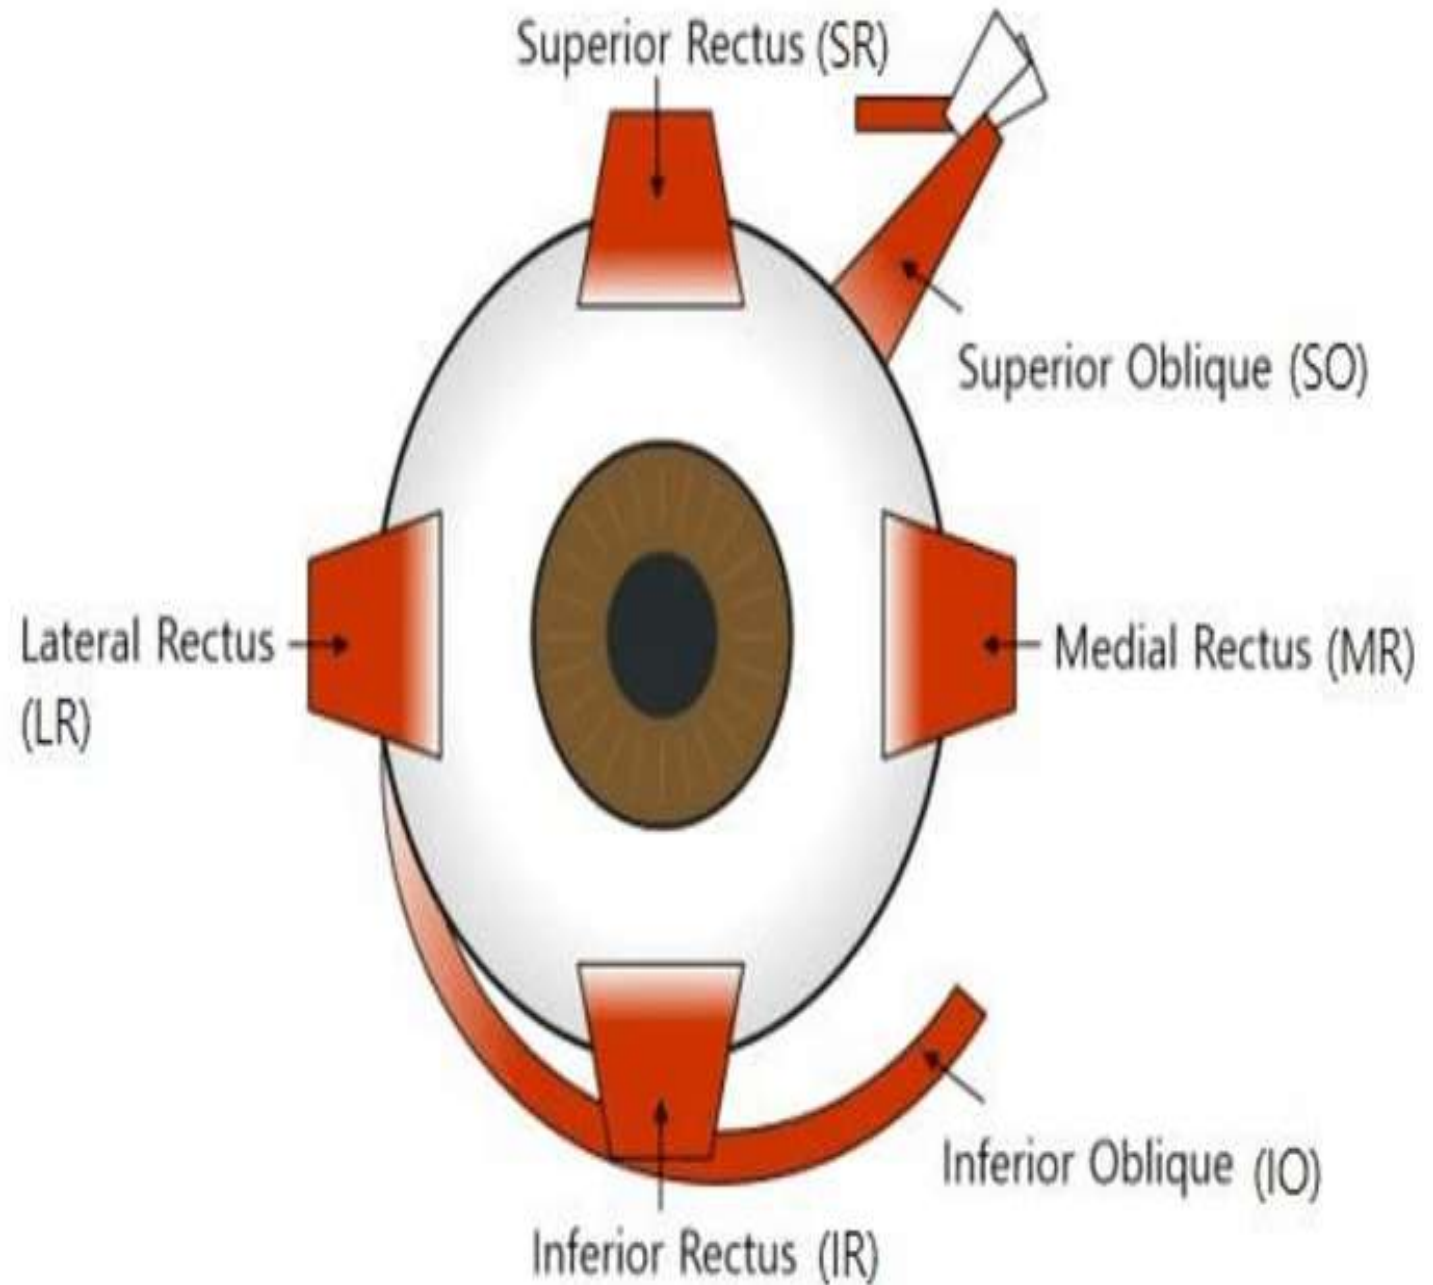 Superior Rectus (SR)
Superior Oblique (SO)
Lateral Rectus
(LR)
Medial Rectus (MR)
Inferior Oblique (IO)
Inferior Rectus (IR)